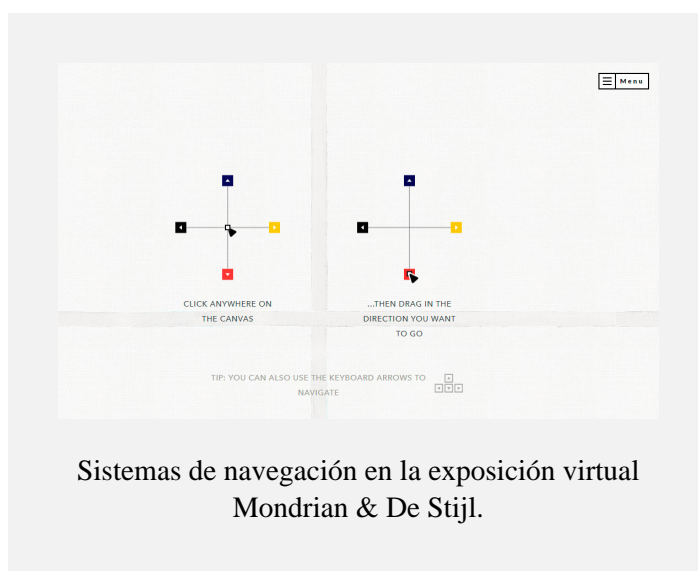 Menu
CLICK ANYWHERE ON
THE CANVAS
...THEN DRAG IN THE
DIRECTION YOU WANT
TO GO
TIP: YOU CAN ALSO USE THE KEYBOARD ARROWS TO
NAVIGATE
Sistemas de navegación en la exposición virtual
Mondrian & De Stijl.